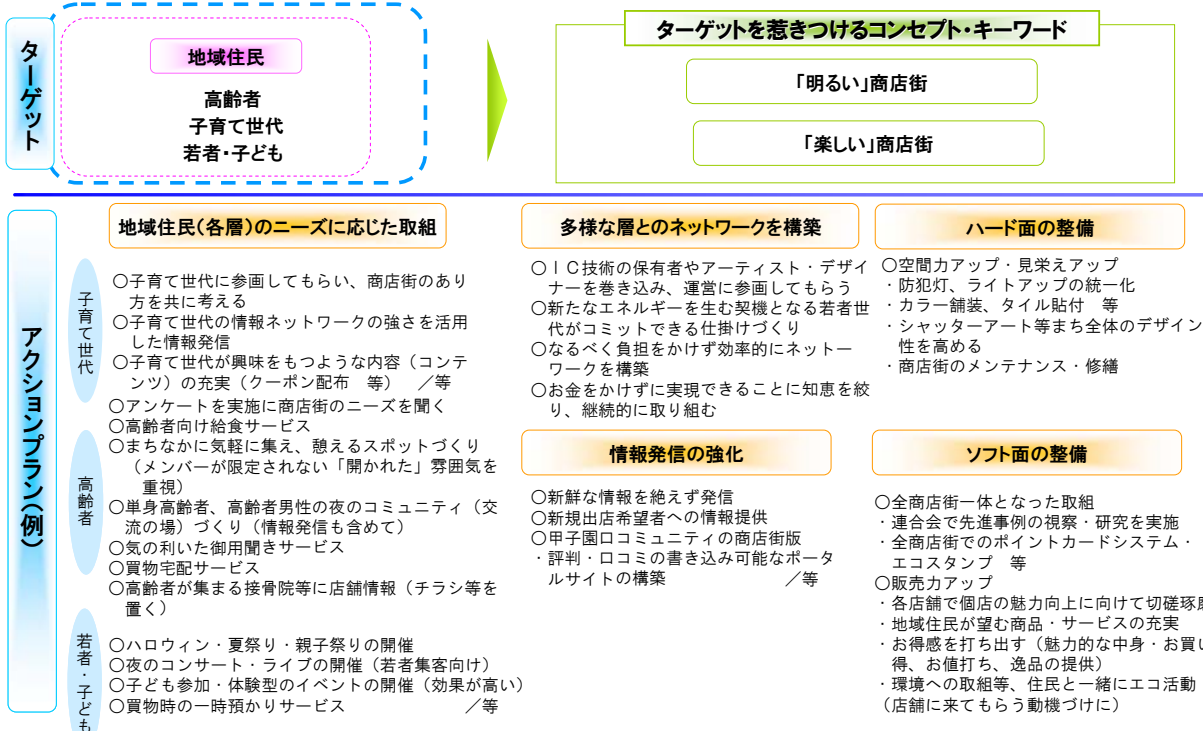 ターゲット
地域住民
高齢者
子育て世代
若者・子ども
ターゲットを惹きつけるコンセプト・キーワード
「明るい」商店街
「楽しい」商店街
アクションプラン(例)
地域住民(各層)のニーズに応じた取組
子育て世代
○子育て世代に参画してもらい、商店街のあり
方を共に考える
○子育て世代の情報ネットワークの強さを活用
した情報発信
○子育て世代が興味をもつような内容（コンテ
ンツ）の充実（クーポン配布　等）　／等
高齢者
○アンケートを実施に商店街のニーズを聞く
○高齢者向け給食サービス
○まちなかに気軽に集え、憩えるスポットづくり
（メンバーが限定されない「開かれた」雰囲気を
重視）
○単身高齢者、高齢者男性の夜のコミュニティ（交
流の場）づくり（情報発信も含めて）
○気の利いた御用聞きサービス
○買物宅配サービス
○高齢者が集まる接骨院等に店舗情報（チラシ等を
置く）
若者・子ども
○ハロウィン・夏祭り・親子祭りの開催
○夜のコンサート・ライブの開催（若者集客向け）
○子ども参加・体験型のイベントの開催（効果が高い）
○買物時の一時預かりサービス　／等
多様な層とのネットワークを構築
○ＩＣ技術の保有者やアーティスト・デザイ
ナーを巻き込み、運営に参画してもらう
○新たなエネルギーを生む契機となる若者世
代がコミットできる仕掛けづくり
○なるべく負担をかけず効率的にネットー
ワークを構築
○お金をかけずに実現できることに知恵を絞
り、継続的に取り組む
情報発信の強化
○新鮮な情報を絶えず発信
○新規出店希望者への情報提供
○甲子園口コミュニティの商店街版
・評判・口コミの書き込み可能なポータ
ルサイトの構築　／等
ハード面の整備
○空間力アップ・見栄えアップ
・防犯灯、ライトアップの統一化
・カラー舗装、タイル貼付　等
・シャッターアート等まち全体のデザイン
性を高める
・商店街のメンテナンス・修繕
ソフト面の整備
○全商店街一体となった取組
・連合会で先進事例の視察・研究を実施
・全商店街でのポイントカードシステム・
エコスタンプ　等
○販売力アップ
・各店舗で個店の魅力向上に向けて切磋琢
・地域住民が望む商品・サービスの充実
・お得感を打ち出す（魅力的な中身・お買い
得、お値打ち、逸品の提供）
・環境への取組等、住民と一緒にエコ活動
（店舗に来てもらう動機づけに）